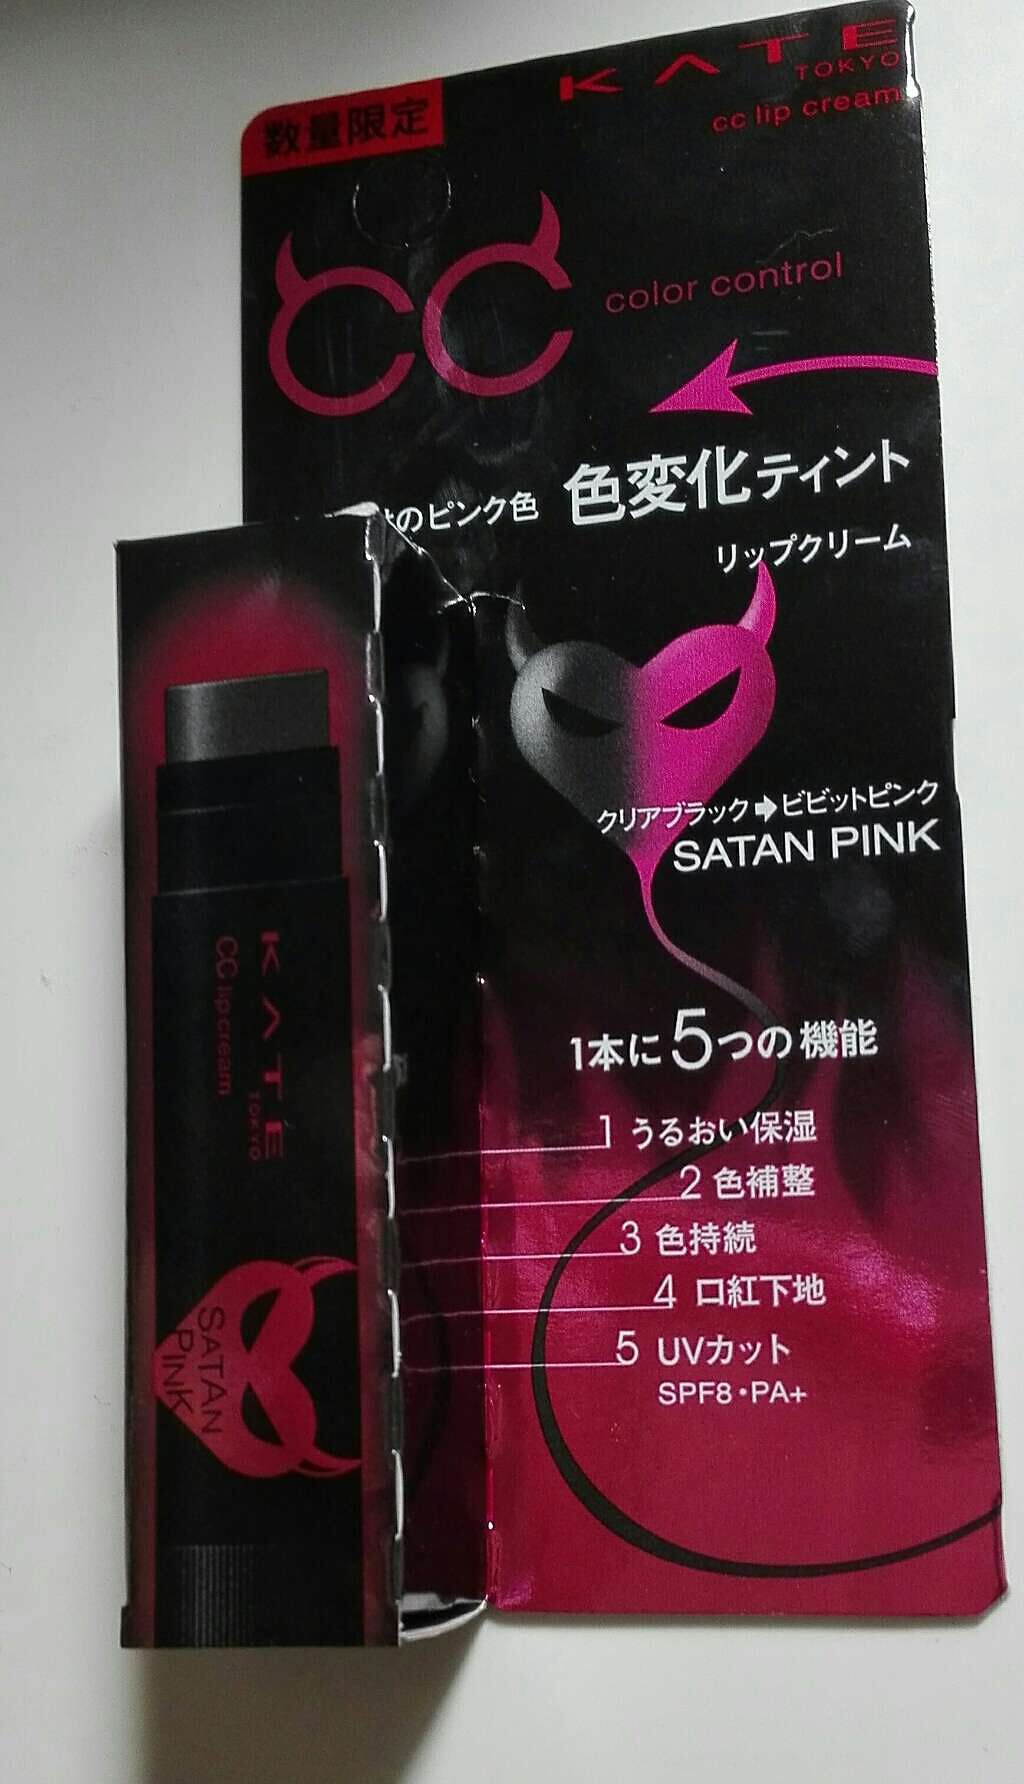 数量限定
KATE
TOKYO
cc lip cream
CC
color control
のピンク色
色変化ティント
リップクリーム
クリアブラック➡ビビットピンク
SATAN PINK
1本に5つの機能
1 うるおい保湿
2 色補整
3 色持続
4 口紅下地
5 UVカット
SPF8・PA+
KATE
TOKYO
CC lip cream
SATAN
PINK